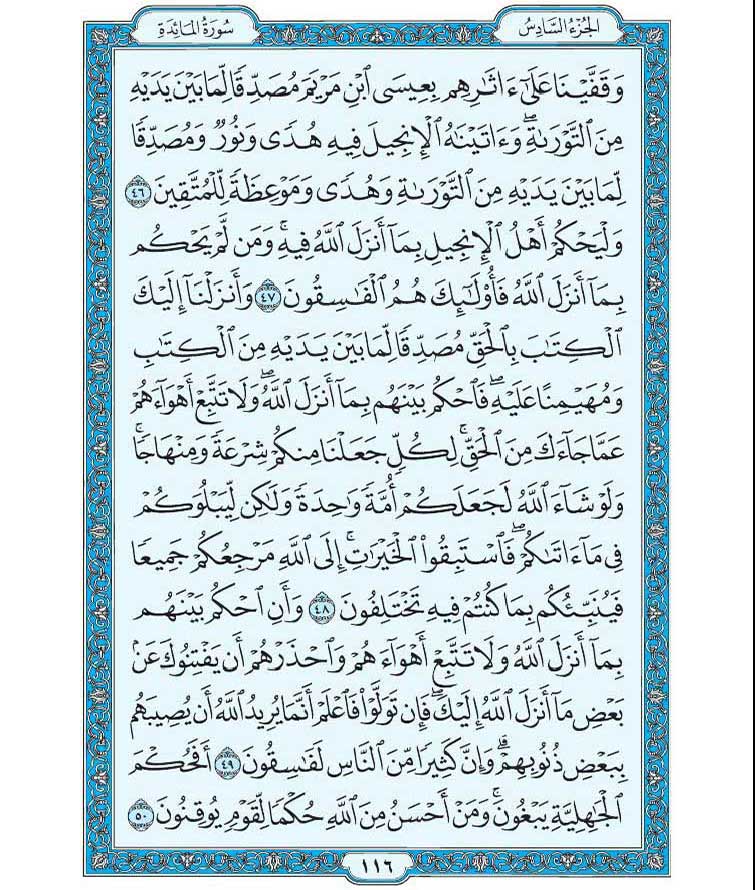 الجُزْءُ السَّادِسُ
سُورَةُ المَائِدَةِ
وَقَفَّيْنَا عَلَىٰٓ ءَاثَٰرِهِم بِعِيسَى ٱبْنِ مَرْيَمَ مُصَدِّقًا لِّمَا بَيْنَ يَدَيْهِ
مِنَ ٱلتَّوْرَىٰةِۖ وَءَاتَيْنَٰهُ ٱلْإِنجِيلَ فِيهِ هُدًى وَنُورٌ وَمُصَدِّقًا
لِّمَا بَيْنَ يَدَيْهِ مِنَ ٱلتَّوْرَىٰةِ وَهُدًى وَمَوْعِظَةً لِّلْمُتَّقِينَ ٤٦
وَلْيَحْكُمْ أَهْلُ ٱلْإِنجِيلِ بِمَآ أَنزَلَ ٱللَّهُ فِيهِۚ وَمَن لَّمْ يَحْكُم
بِمَآ أَنزَلَ ٱللَّهُ فَأُو۟لَٰٓئِكَ هُمُ ٱلْفَٰسِقُونَ ٤٧ وَأَنزَلْنَآ إِلَيْكَ
ٱلْكِتَٰبَ بِٱلْحَقِّ مُصَدِّقًا لِّمَا بَيْنَ يَدَيْهِ مِنَ ٱلْكِتَٰبِ
وَمُهَيْمِنًا عَلَيْهِۖ فَٱحْكُم بَيْنَهُم بِمَآ أَنزَلَ ٱللَّهُۖ وَلَا تَتَّبِعْ أَهْوَآءَهُمْ
عَمَّا جَآءَكَ مِنَ ٱلْحَقِّۚ لِكُلٍّ جَعَلْنَا مِنكُمْ شِرْعَةً وَمِنْهَاجًاۚ
وَلَوْ شَآءَ ٱللَّهُ لَجَعَلَكُمْ أُمَّةً وَٰحِدَةً وَلَٰكِن لِّيَبْلُوَكُمْ
فِى مَآ ءَاتَىٰكُمْۖ فَٱسْتَبِقُوا۟ ٱلْخَيْرَٰتِۚ إِلَى ٱللَّهِ مَرْجِعُكُمْ جَمِيعًا
فَيُنَبِّئُكُم بِمَا كُنتُمْ فِيهِ تَخْتَلِفُونَ ٤٨ وَأَنِ ٱحْكُم بَيْنَهُم
بِمَآ أَنزَلَ ٱللَّهُ وَلَا تَتَّبِعْ أَهْوَآءَهُمْ وَٱحْذَرْهُمْ أَن يَفْتِنُوكَ عَنۢ
بَعْضِ مَآ أَنزَلَ ٱللَّهُ إِلَيْكَۖ فَإِن تَوَلَّوْا۟ فَٱعْلَمْ أَنَّمَا يُرِيدُ ٱللَّهُ أَن يُصِيبَهُم
بِبَعْضِ ذُنُوبِهِمْۗ وَإِنَّ كَثِيرًا مِّنَ ٱلنَّاسِ لَفَٰسِقُونَ ٤٩ أَفَحُكْمَ
ٱلْجَٰهِلِيَّةِ يَبْغُونَۚ وَمَنْ أَحْسَنُ مِنَ ٱللَّهِ حُكْمًا لِّقَوْمٍ يُوقِنُونَ ٥٠
١١٦